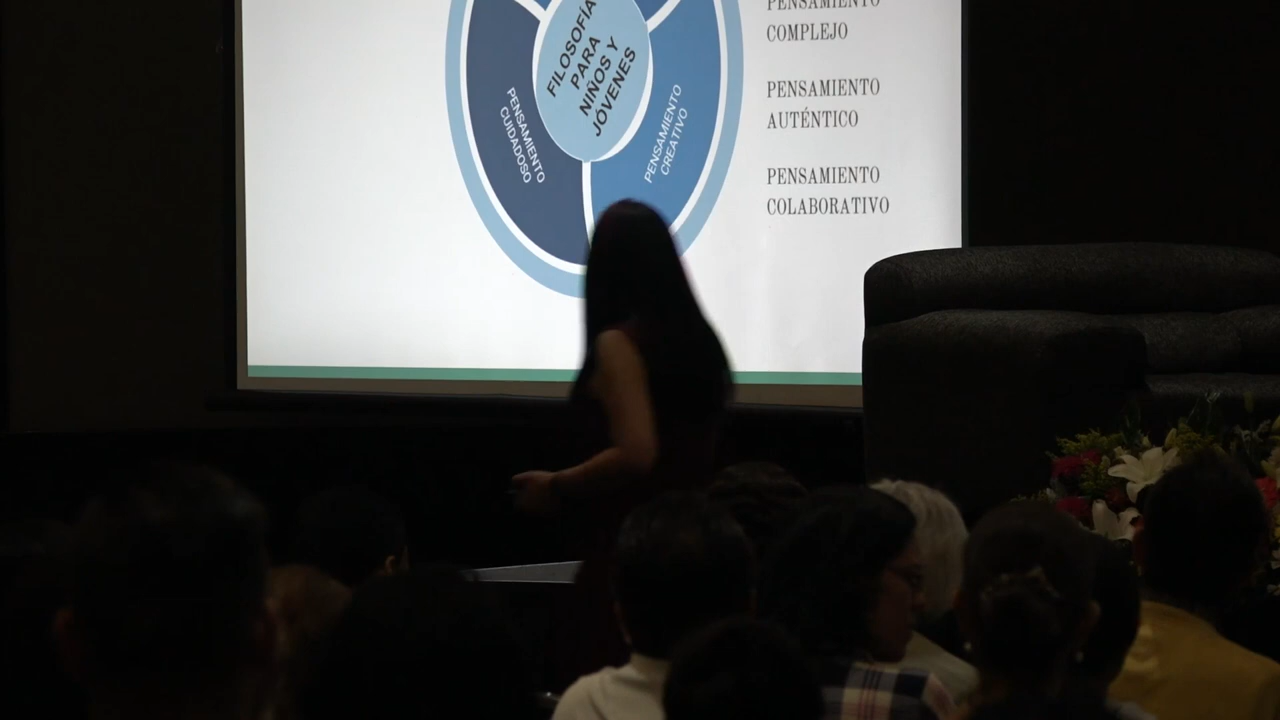 FILOSOFÍA
PARA
NIÑOS Y
JÓVENES
PENSAMIENTO
CUIDADOSO
PENSAMIENTO
CREATIVO
PENSAMIENTO
COMPLEJO
PENSAMIENTO
AUTÉNTICO
PENSAMIENTO
COLABORATIVO